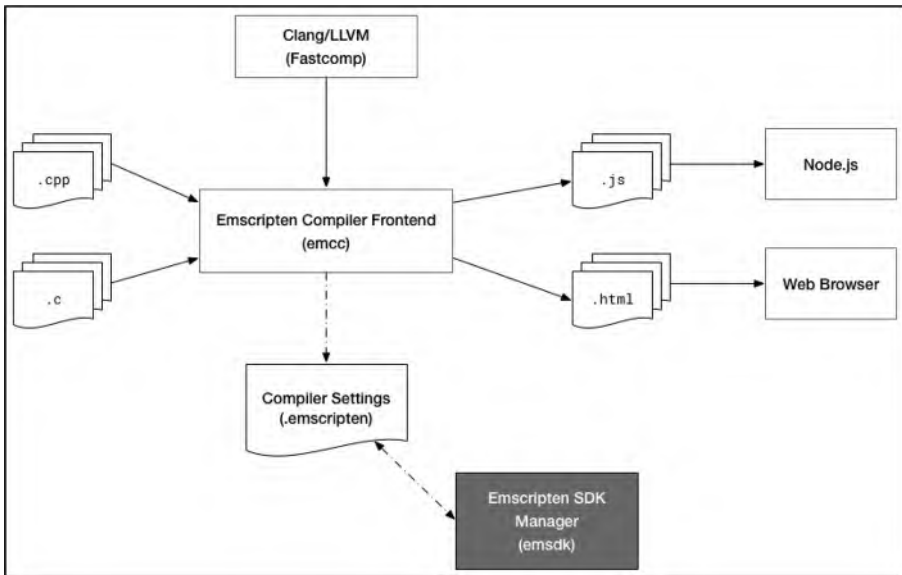 Clang/LLVM
(Fastcomp)
.cpp
.js
Node.js
Emscripten Compiler Frontend
(emcc)
.c
.html
Web Browser
Compiler Settings
(.emscripten)
Emscripten SDK
Manager
(emsdk)